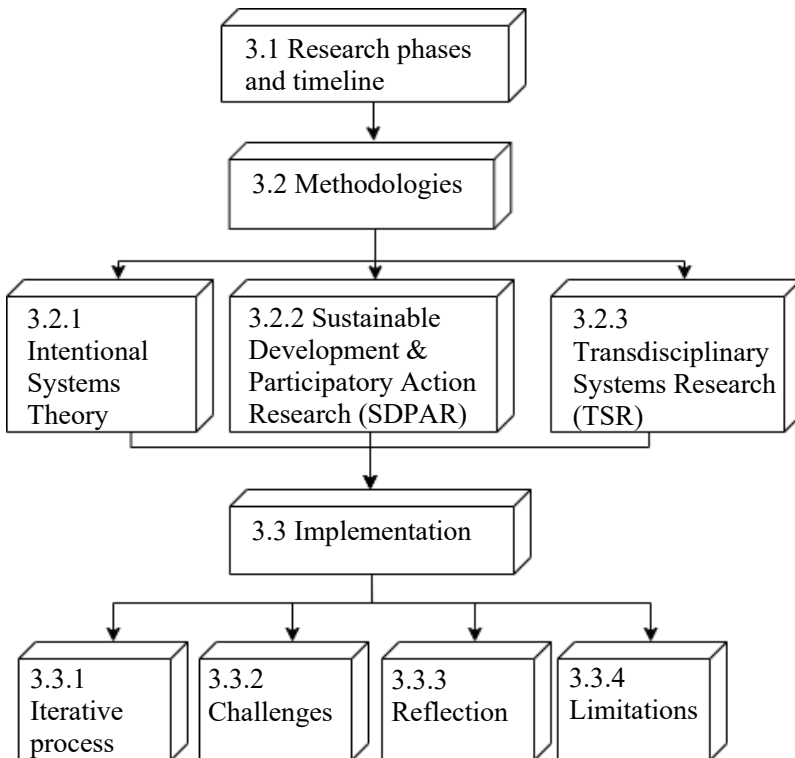 3.1 Research phases
and timeline
3.2 Methodologies
3.2.1
Intentional
Systems
Theory
3.2.2 Sustainable
Development &
Participatory Action
Research (SDPAR)
3.2.3
Transdisciplinary
Systems Research
(TSR)
3.3 Implementation
3.3.1
Iterative
process
3.3.2
Challenges
3.3.3
Reflection
3.3.4
Limitations